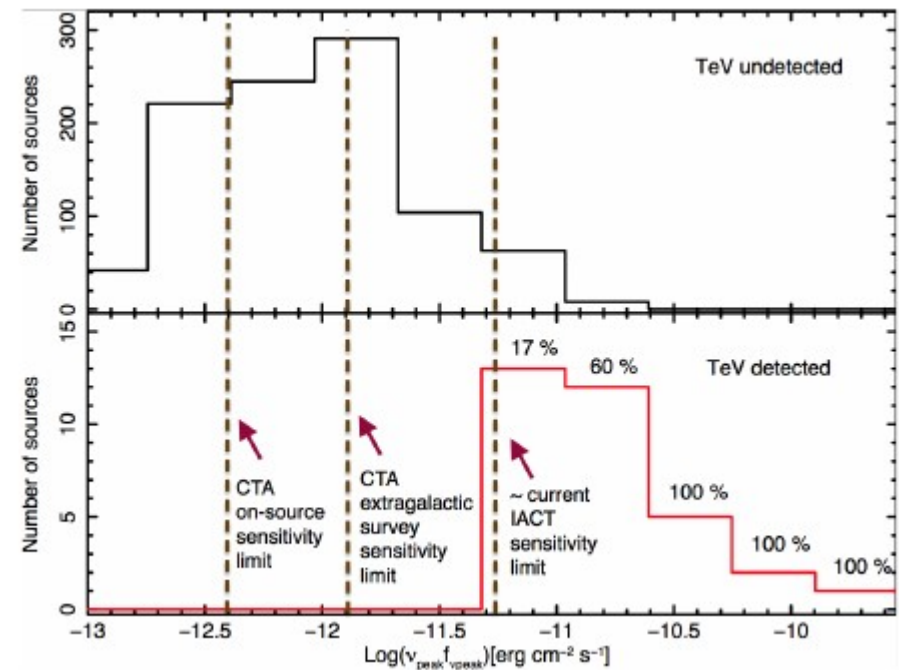 300
TeV undetected
200
Number of sources
100
0
15
17 %
60 %
TeV detected
10
Number of sources
CTA
on-source
sensitivity
limit
CTA
extragalactic
survey
sensitivity
limit
~ current
IACT
sensitivity
limit
100 %
5
100 %
100 %
0
−13
−12.5
−12
−11.5
−11
−10.5
−10
Log(νpeakfνpeak)[erg cm−2 s−1]